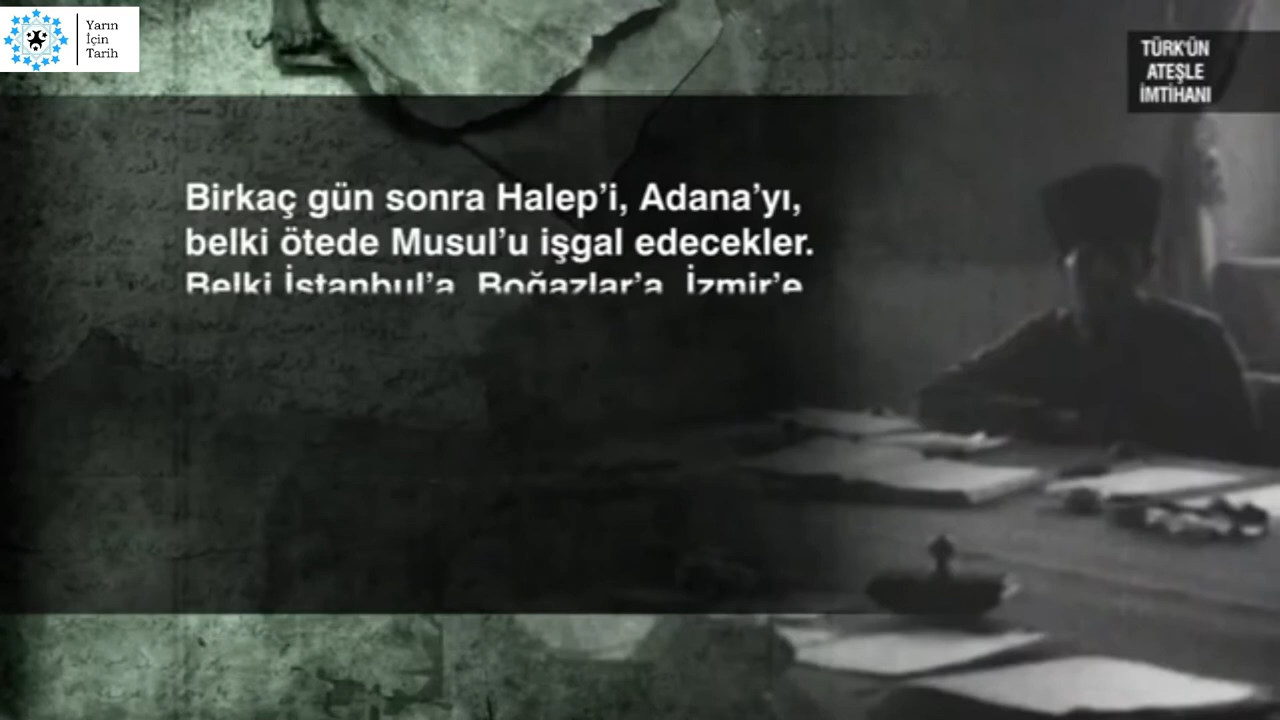 Yarın
İçin
Tarih
TÜRK'ÜN
ATEŞLE
İMTİHANI
Birkaç gün sonra Halep'i, Adana'yı,
belki ötede Musul'u işgal edecekler.
Belki İstanbul'a, Boğazlar'a, İzmir'e